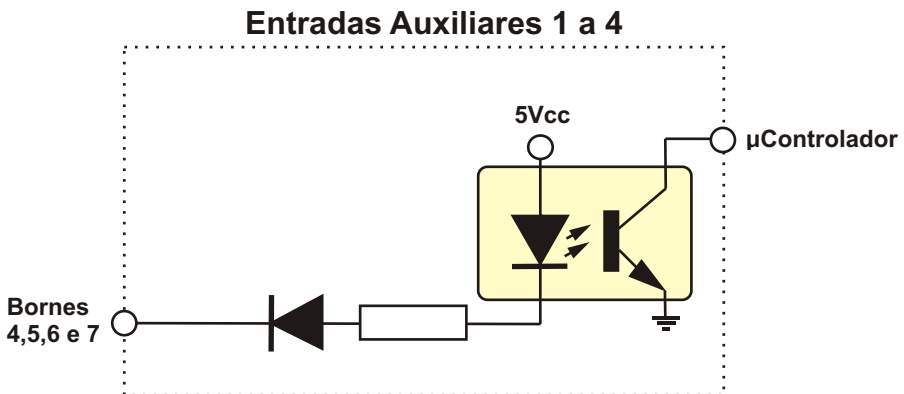 Entradas Auxiliares 1 a 4
5Vcc
µControlador
Bornes
4,5,6 e 7